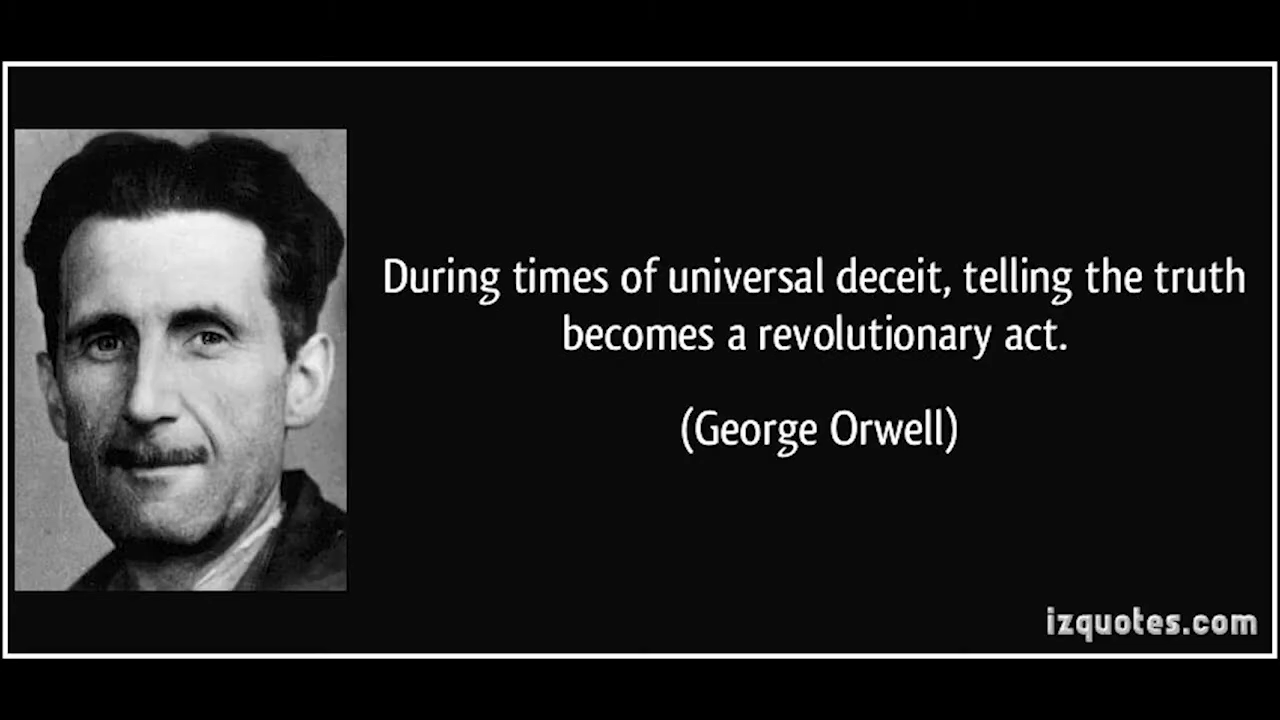 During times of universal deceit, telling the truth
becomes a revolutionary act.
(George Orwell)
izquotes.com